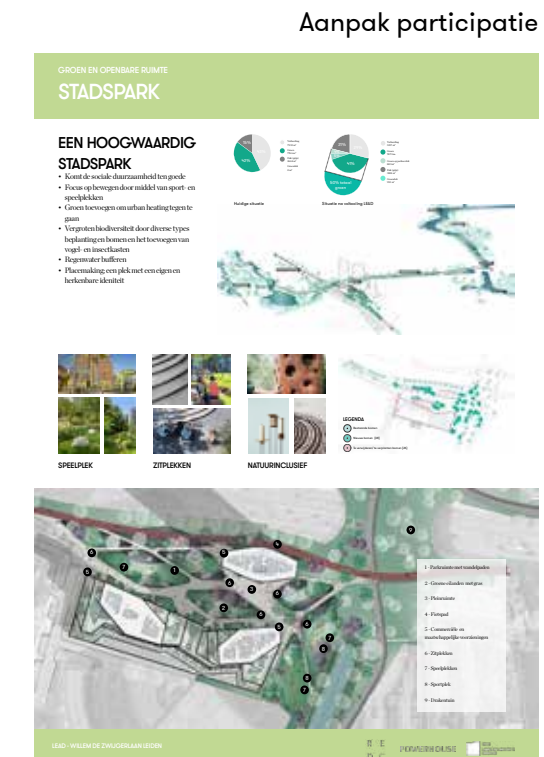 Aanpak participatie
GROEN EN OPENBARE RUIMTE
STADSPARK
EEN HOOGWAARDIG
STADSPARK
• Komt de sociale duurzaamheid ten goede
• Focus op bewegen door middel van sport- en
speelplekken
• Groen toevoegen om urban heating tegen te
gaan
• Vergroten biodiversiteit door diverse types
beplanting en bomen en het toevoegen van
vogel- en insectkasten
• Regenwater bufferen
• Placemaking; een plek met een eigen en
herkenbare ideniteit
Huidige situatie
Situatie na voltooiing LEAD
SPEELPLEK
ZITPLEKKEN
NATUURINCLUSIEF
LEGENDA
1 - Parkruimte met wandelpaden
2 - Groene eilanden met gras
3 - Pleinruimte
4 - Fietspad
5 - Commerciële en
maatschappelijke voorzieningen
6 - Zitplekken
7 - Speelplekken
8 - Sportplek
9 - Daktentuin
LEAD - WILLEM DE ZWIJGERLAAN LEIDEN
POWERHOUSE